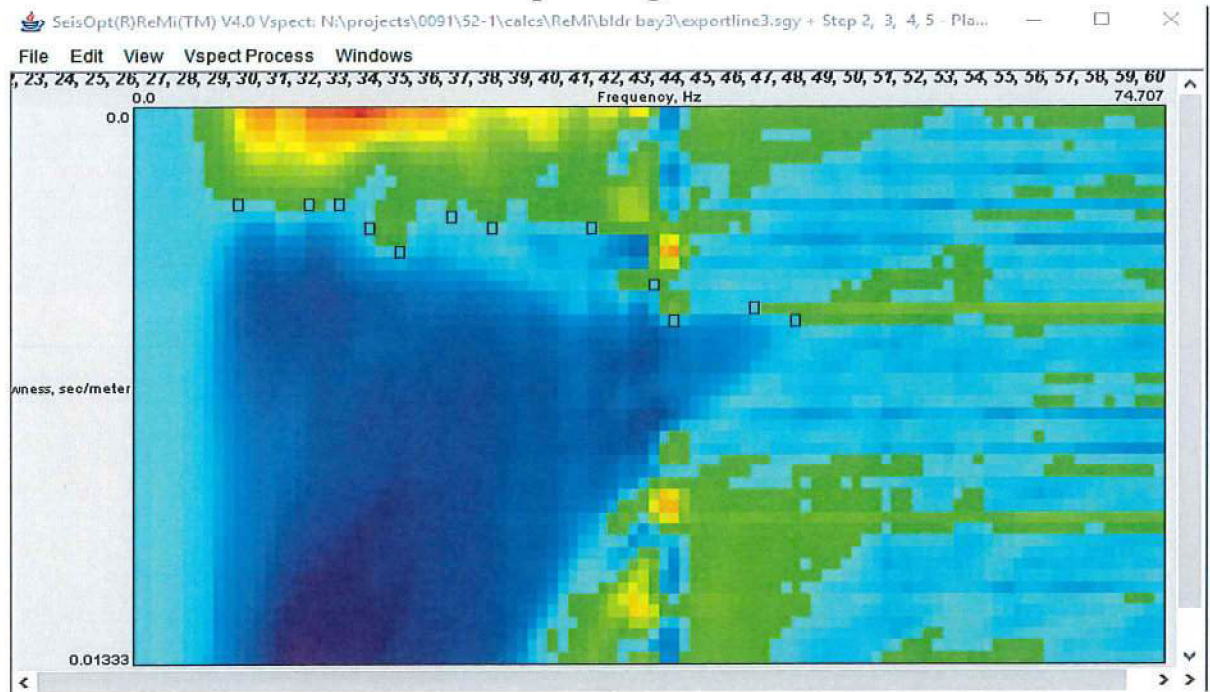 SeisOpt(R)ReMi(TM) V4.0 Vspect: N:\projects\0091\52-1\calcs\ReMi\bldr bay3\exportline3.sgy + Step 2, 3, 4, 5 - Pla...
File Edit View Vspect Process Windows
, 23, 24, 25, 26, 27, 28, 29, 30, 31, 32, 33, 34, 35, 36, 37, 38, 39, 40, 41, 42, 43, 44, 45, 46, 47, 48, 49, 50, 51, 52, 53, 54, 55, 56, 57, 58, 59, 60
0.0 Frequency, Hz 74.707
0.0
wness, sec/meter
0.01333